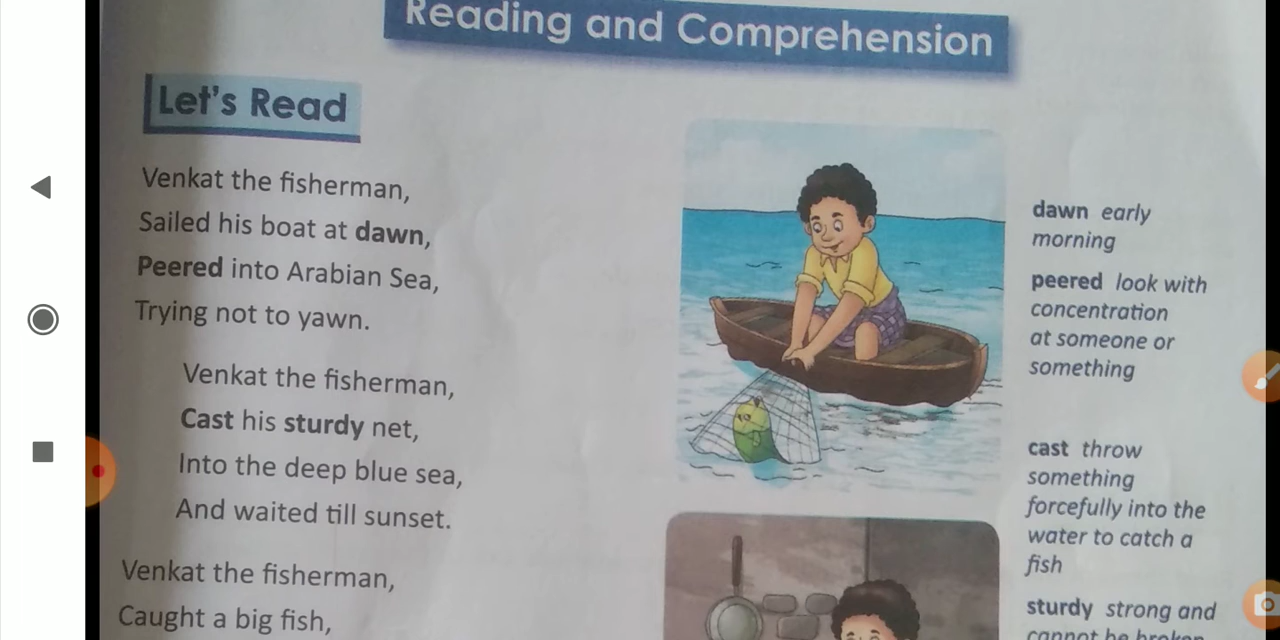 Reading and Comprehension
Let's Read
Venkat the fisherman,
Sailed his boat at dawn,
Peered into Arabian Sea,
Trying not to yawn.
Venkat the fisherman,
Cast his sturdy net,
Into the deep blue sea,
And waited till sunset.
Venkat the fisherman,
Caught a big fish,
dawn early
morning
peered look with
concentration
at someone or
something
cast throw
something
forcefully into the
water to catch a
fish
sturdy strong and
cannot be broken